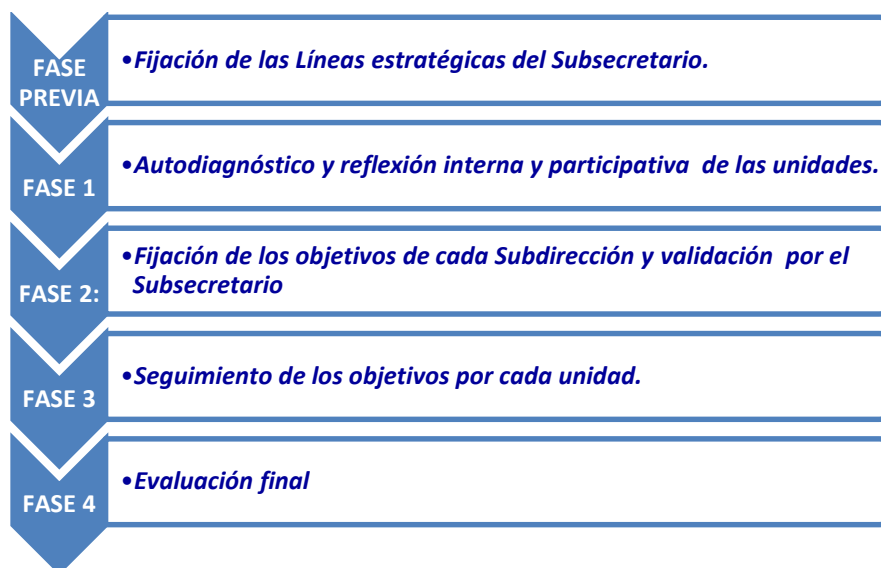 FASE
PREVIA
•Fijación de las Líneas estratégicas del Subsecretario.
FASE 1
•Autodiagnóstico y reflexión interna y participativa de las unidades.
FASE 2:
•Fijación de los objetivos de cada Subdirección y validación por el
Subsecretario
FASE 3
•Seguimiento de los objetivos por cada unidad.
FASE 4
•Evaluación final